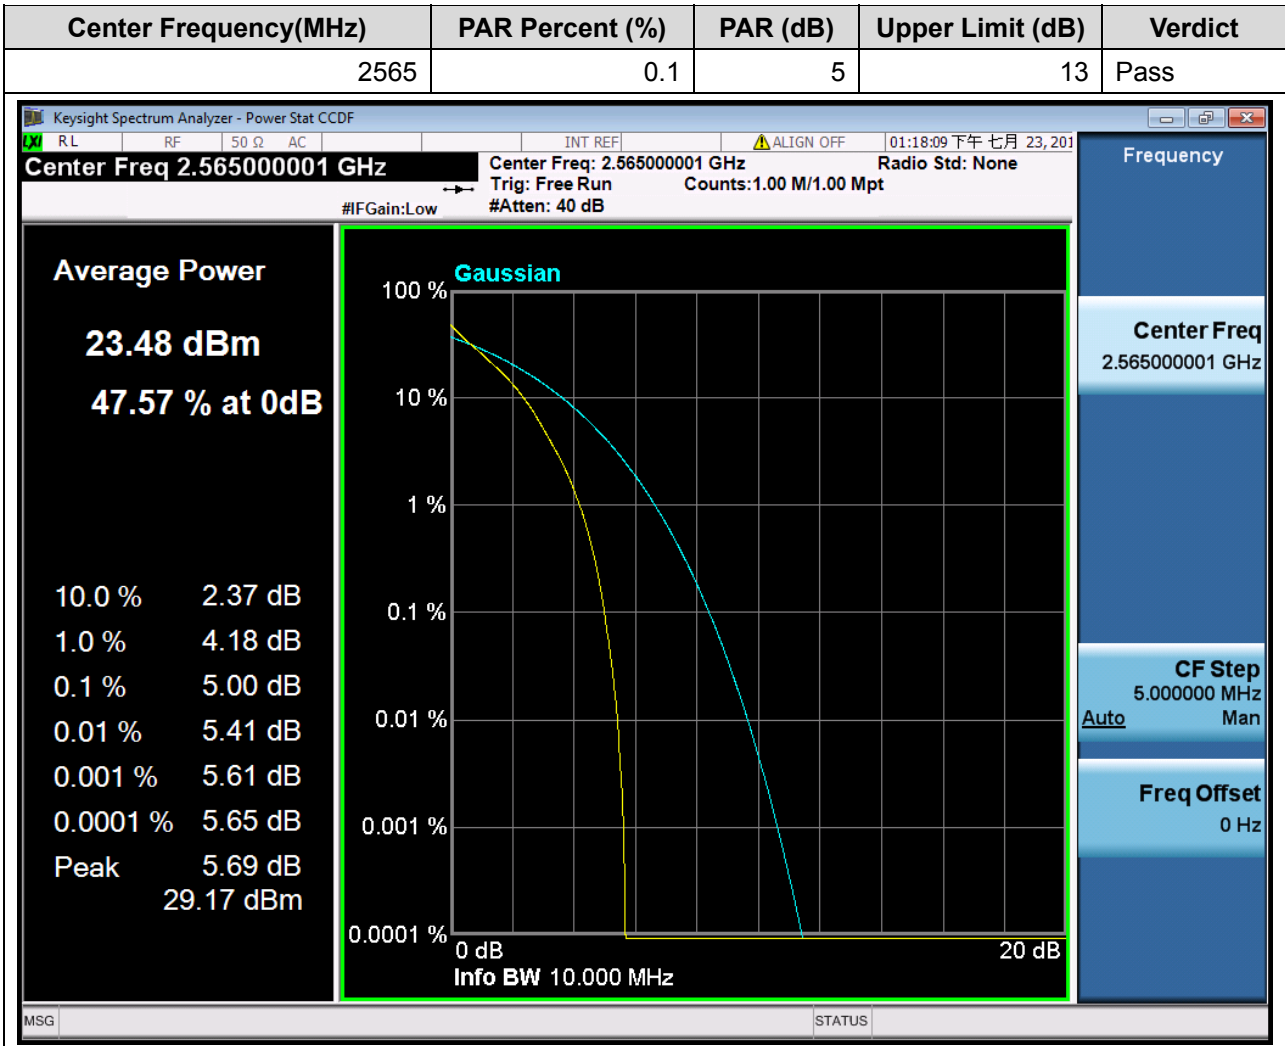 Center Frequency(MHz) PAR Percent (%) PAR (dB) Upper Limit (dB) Verdict
2565 0.1 5 13 Pass
Keysight Spectrum Analyzer - Power Stat CCDF
LXI RL RF 50 Ω AC INT REF ALIGN OFF 01:18:09 下午 七月 23, 201
Center Freq 2.565000001 GHz
Center Freq: 2.565000001 GHz Radio Std: None
Trig: Free Run Counts:1.00 M/1.00 Mpt
#IFGain:Low #Atten: 40 dB
Average Power
23.48 dBm
47.57 % at 0dB
10.0 % 2.37 dB
1.0 % 4.18 dB
0.1 % 5.00 dB
0.01 % 5.41 dB
0.001 % 5.61 dB
0.0001 % 5.65 dB
Peak 5.69 dB
29.17 dBm
Gaussian
100 %
10 %
1 %
0.1 %
0.01 %
0.001 %
0.0001 %
0 dB 20 dB
Info BW 10.000 MHz
Frequency
Center Freq
2.565000001 GHz
CF Step
5.000000 MHz
Auto Man
Freq Offset
0 Hz
MSG STATUS